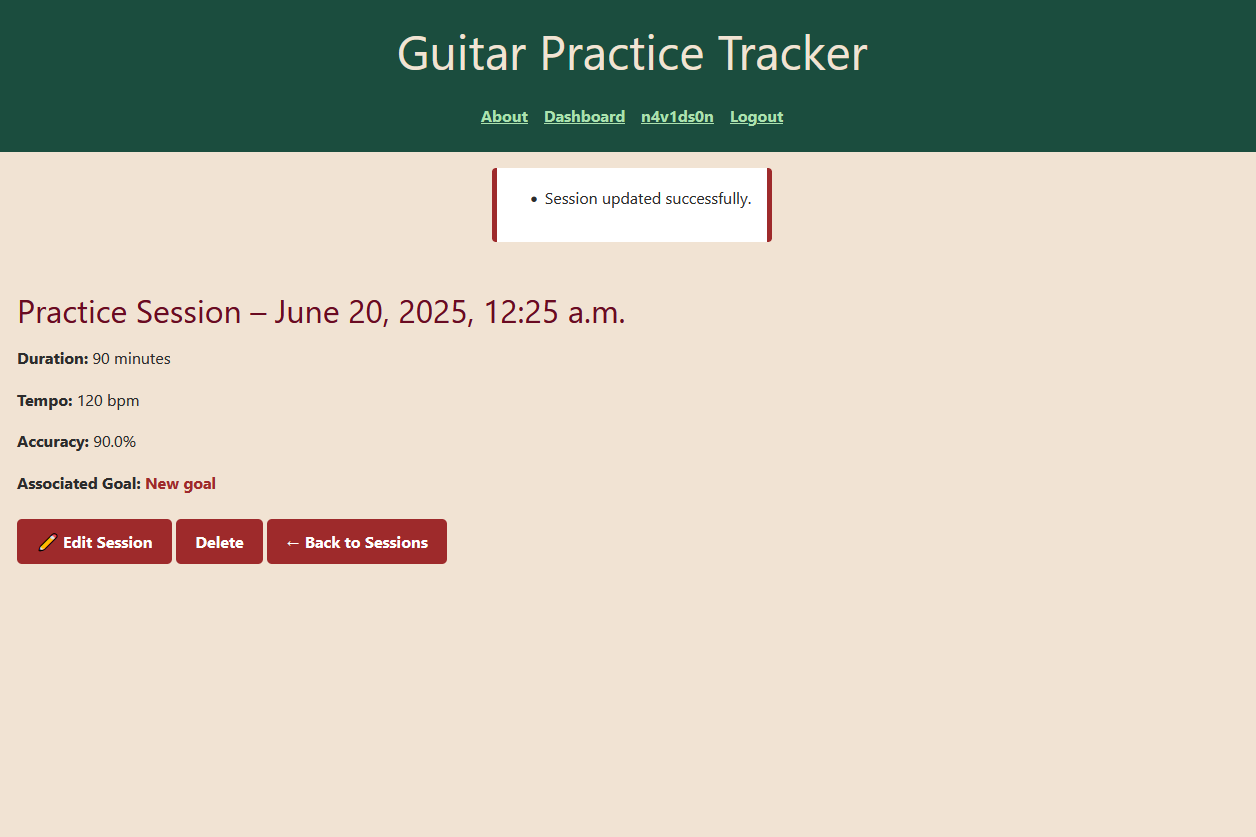 Guitar Practice Tracker
About Dashboard n4v1ds0n Logout
• Session updated successfully.
Practice Session – June 20, 2025, 12:25 a.m.
Duration: 90 minutes
Tempo: 120 bpm
Accuracy: 90.0%
Associated Goal: New goal
Edit Session Delete ← Back to Sessions